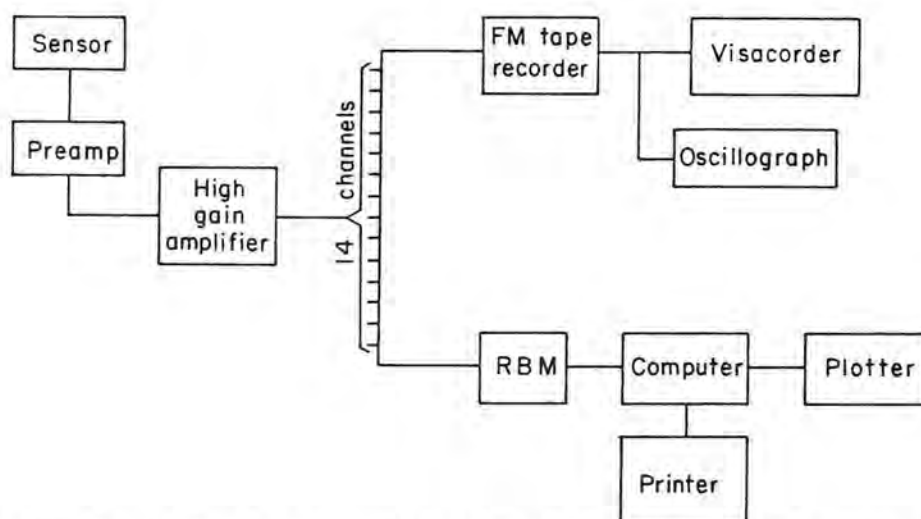 Sensor
Preamp
High
gain
amplifier
14 channels
FM tape
recorder
Visacorder
Oscillograph
RBM
Computer
Plotter
Printer